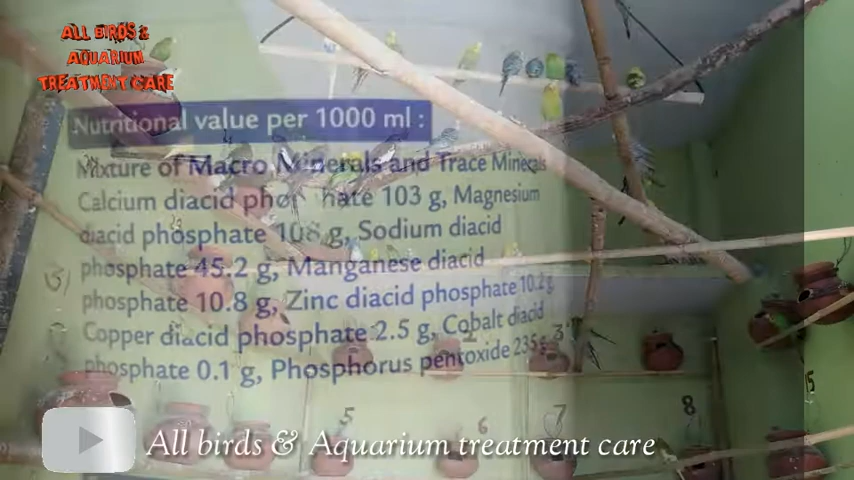 ALL BIRDS &
AQUARIUM
TREATMENT CARE
Nutritional value per 1000 ml :
Mixture of Macro Minerals and Trace Minerals
Calcium diacid phosphate 103 g, Magnesium
diacid phosphate 108 g, Sodium diacid
phosphate 45.2 g, Manganese diacid
phosphate 10.8 g, Zinc diacid phosphate 10.2 g
Copper diacid phosphate 2.5 g, Cobalt diacid
phosphate 0.1 g, Phosphorus pentoxide 235 g
3
15
8
5
6
7
All birds & Aquarium treatment care